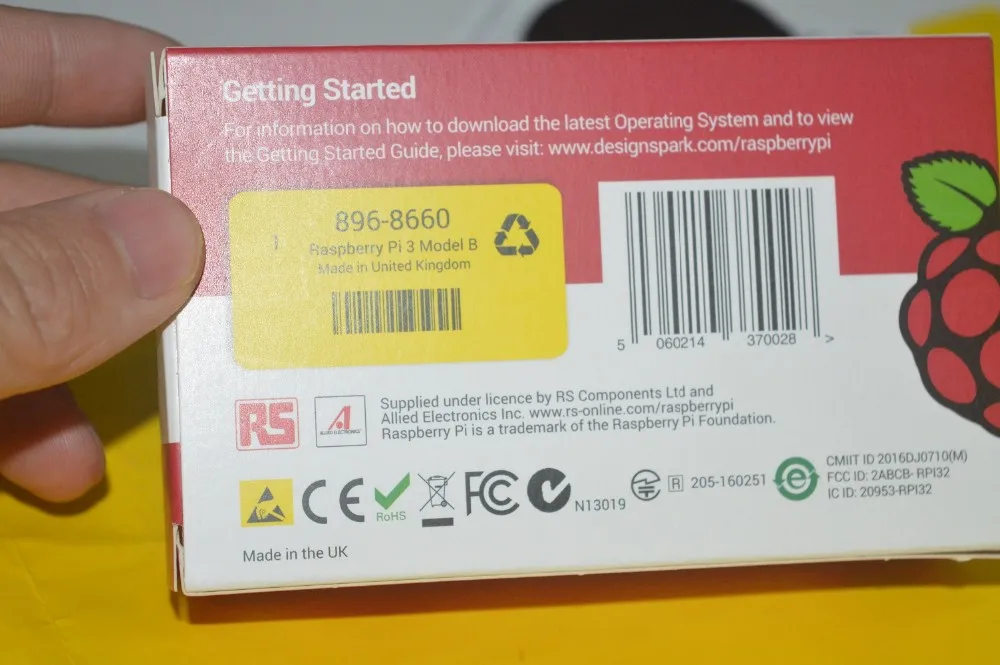 Getting Started
For information on how to download the latest Operating System and to view
the Getting Started Guide, please visit: www.designspark.com/raspberrypi
896-8660
1
Raspberry Pi 3 Model B
Made in United Kingdom
5 060214 370028 >
RS
A
ALLIED ELECTRONICS
Supplied under licence by RS Components Ltd and
Allied Electronics Inc. www.rs-online.com/raspberrypi
Raspberry Pi is a trademark of the Raspberry Pi Foundation.
CE
RoHS
FC
N13019
R 205-160251
CMIIT ID 2016DJ0710(M)
FCC ID: 2ABCB- RPI32
IC ID: 20953-RPI32
Made in the UK